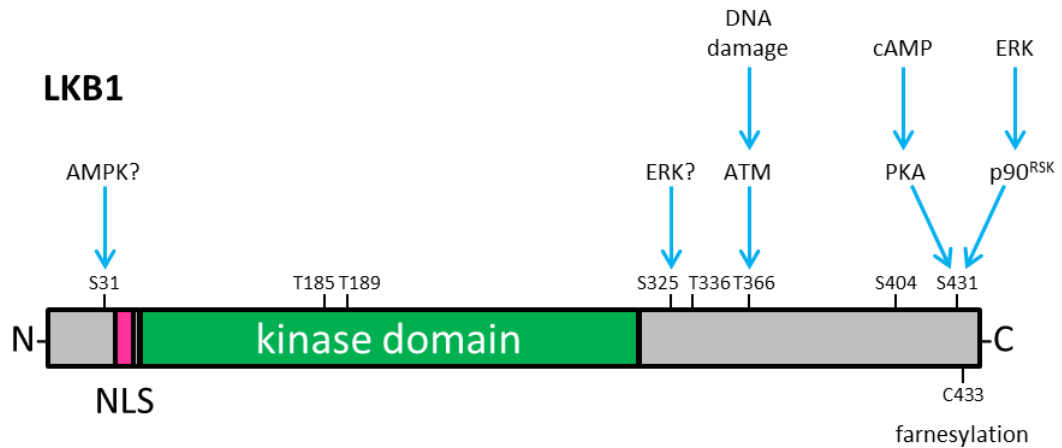 DNA
damage
cAMP
ERK
LKB1
AMPK?
ERK?
ATM
PKA
p90RSK
S31
T185
T189
S325
T336
T366
S404
S431
N-
kinase domain
-C
NLS
C433
farnesylation